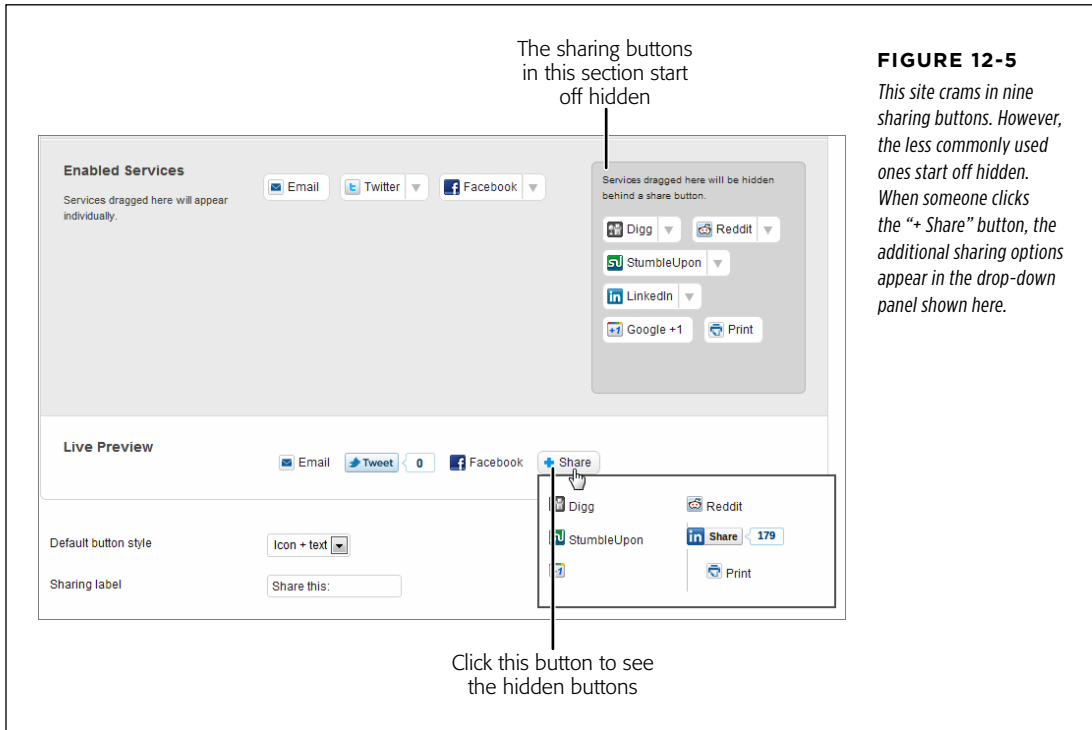 The sharing buttons
in this section start
off hidden
FIGURE 12-5
This site crams in nine
sharing buttons. However,
the less commonly used
ones start off hidden.
When someone clicks
the “+ Share” button, the
additional sharing options
appear in the drop-down
panel shown here.
Enabled Services
Services dragged here will appear
individually.
Email
Twitter
Facebook
Services dragged here will be hidden
behind a share button.
Digg
Reddit
StumbleUpon
LinkedIn
+1 Google +1
Print
Live Preview
Email
Tweet 0
Facebook
Share
Digg
Reddit
StumbleUpon
in Share 179
+1
Print
Default button style
Icon + text
Sharing label
Share this:
Click this button to see
the hidden buttons